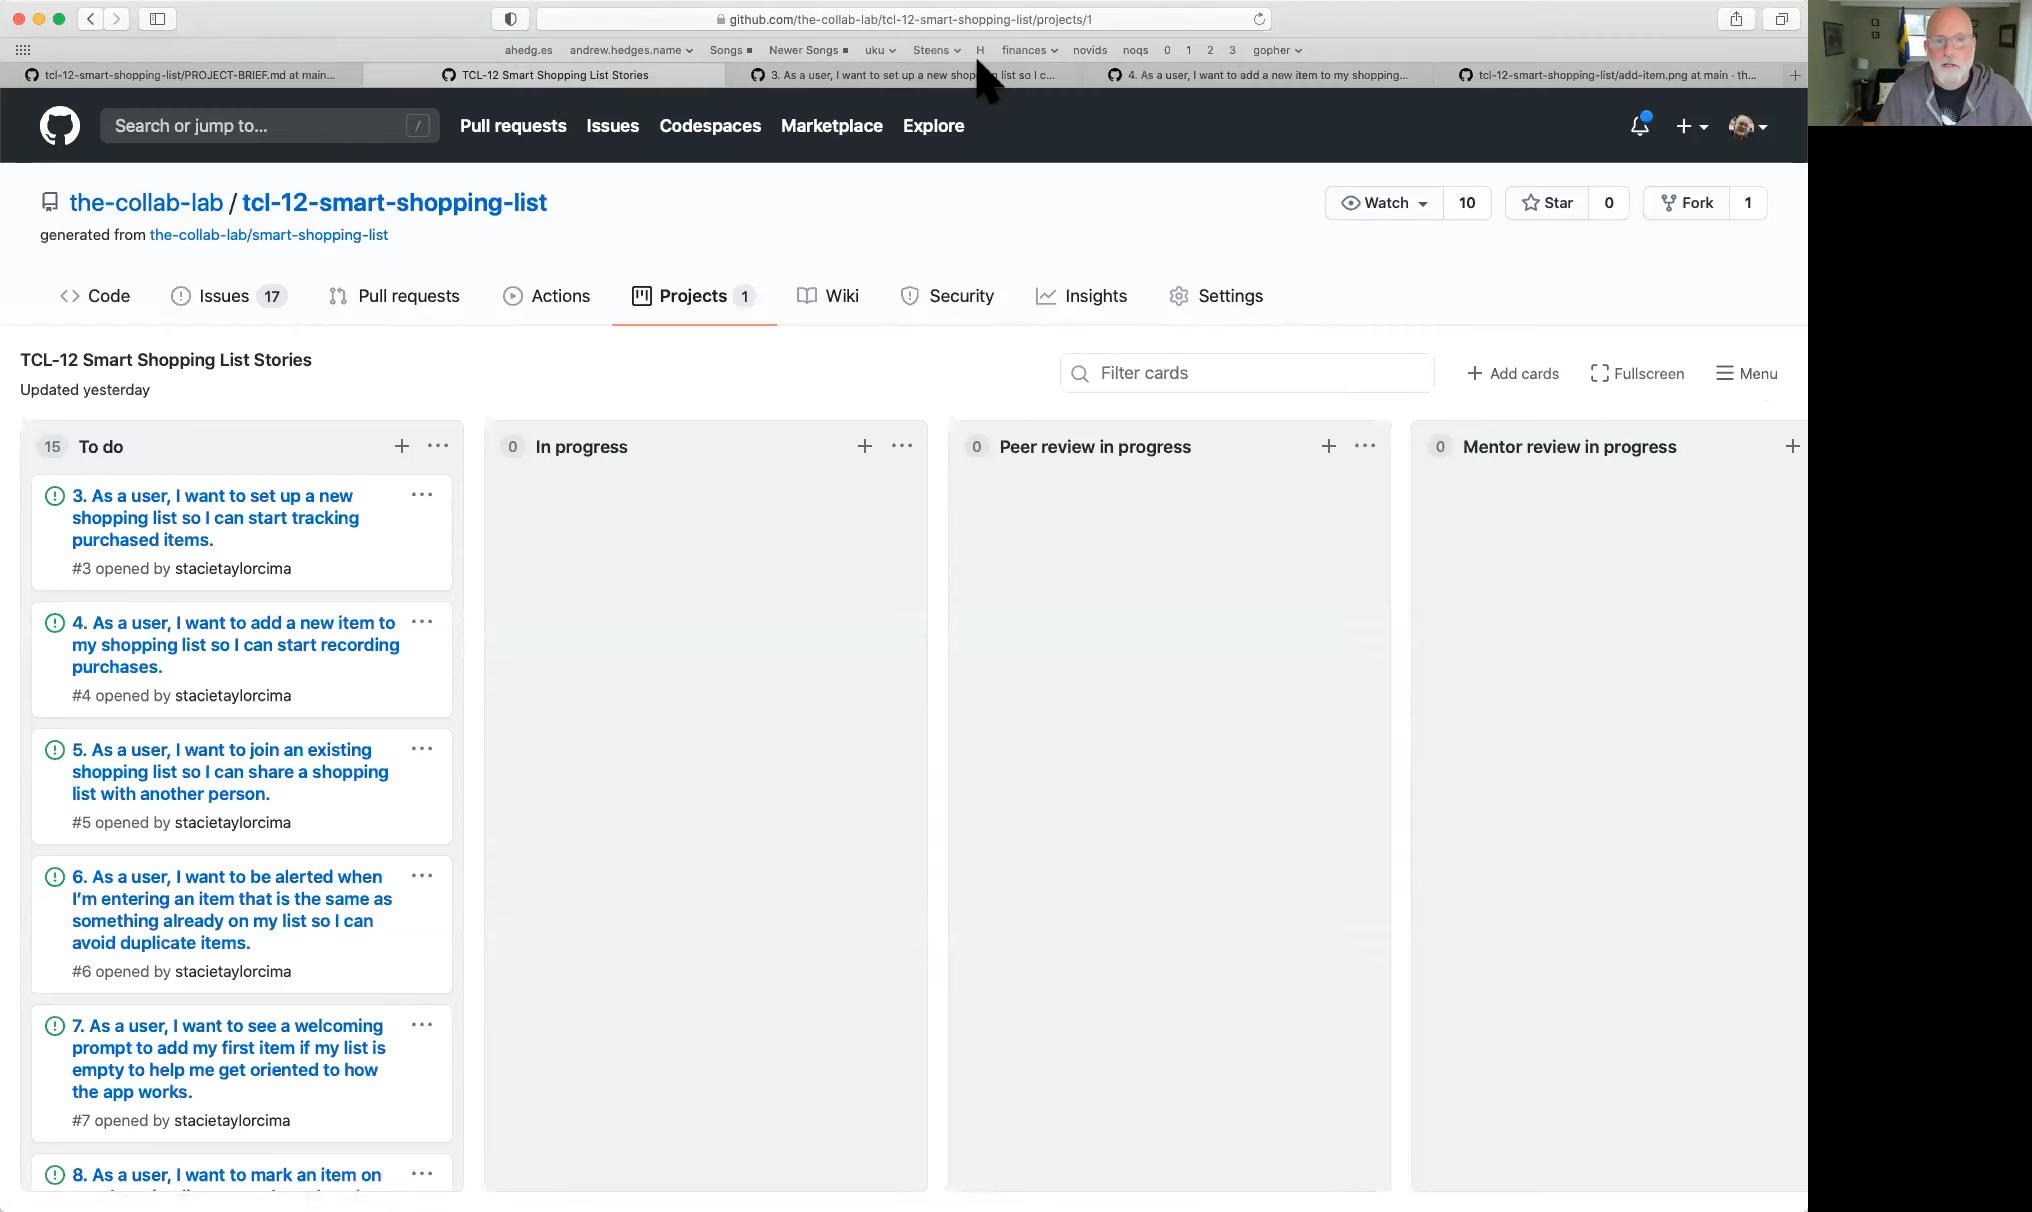 github.com/the-collab-lab/tcl-12-smart-shopping-list/projects/1
ahedg.es andrew.hedges.name Songs Newer Songs uku Steens H finances novids noqs 0 1 2 3 gopher
tcl-12-smart-shopping-list/PROJECT-BRIEF.md at main...
TCL-12 Smart Shopping List Stories
3. As a user, I want to set up a new shopping list so I c...
4. As a user, I want to add a new item to my shopping...
tcl-12-smart-shopping-list/add-item.png at main · th...
Search or jump to... /
Pull requests Issues Codespaces Marketplace Explore
the-collab-lab / tcl-12-smart-shopping-list
Watch 10 Star 0 Fork 1
generated from the-collab-lab/smart-shopping-list
Code Issues 17 Pull requests Actions Projects 1 Wiki Security Insights Settings
TCL-12 Smart Shopping List Stories
Updated yesterday
Filter cards
+ Add cards Fullscreen Menu
15 To do
3. As a user, I want to set up a new
shopping list so I can start tracking
purchased items.
#3 opened by stacietaylorcima
4. As a user, I want to add a new item to
my shopping list so I can start recording
purchases.
#4 opened by stacietaylorcima
5. As a user, I want to join an existing
shopping list so I can share a shopping
list with another person.
#5 opened by stacietaylorcima
6. As a user, I want to be alerted when
I’m entering an item that is the same as
something already on my list so I can
avoid duplicate items.
#6 opened by stacietaylorcima
7. As a user, I want to see a welcoming
prompt to add my first item if my list is
empty to help me get oriented to how
the app works.
#7 opened by stacietaylorcima
8. As a user, I want to mark an item on
0 In progress
0 Peer review in progress
0 Mentor review in progress